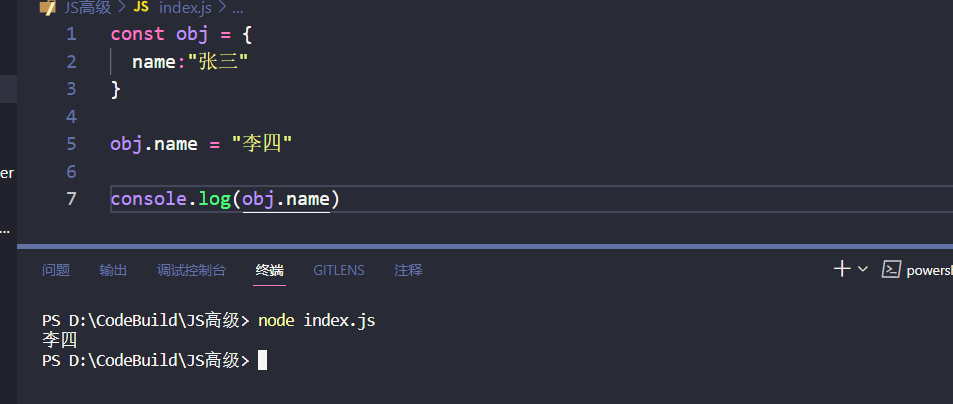 JS高级 > JS index.js > ...
1 const obj = {
2 name:"张三"
3 }
4
5 obj.name = "李四"
6
7 console.log(obj.name)
er
...
问题 输出 调试控制台 终端 GITLENS 注释 powersh
PS D:\CodeBuild\JS高级> node index.js
李四
PS D:\CodeBuild\JS高级>